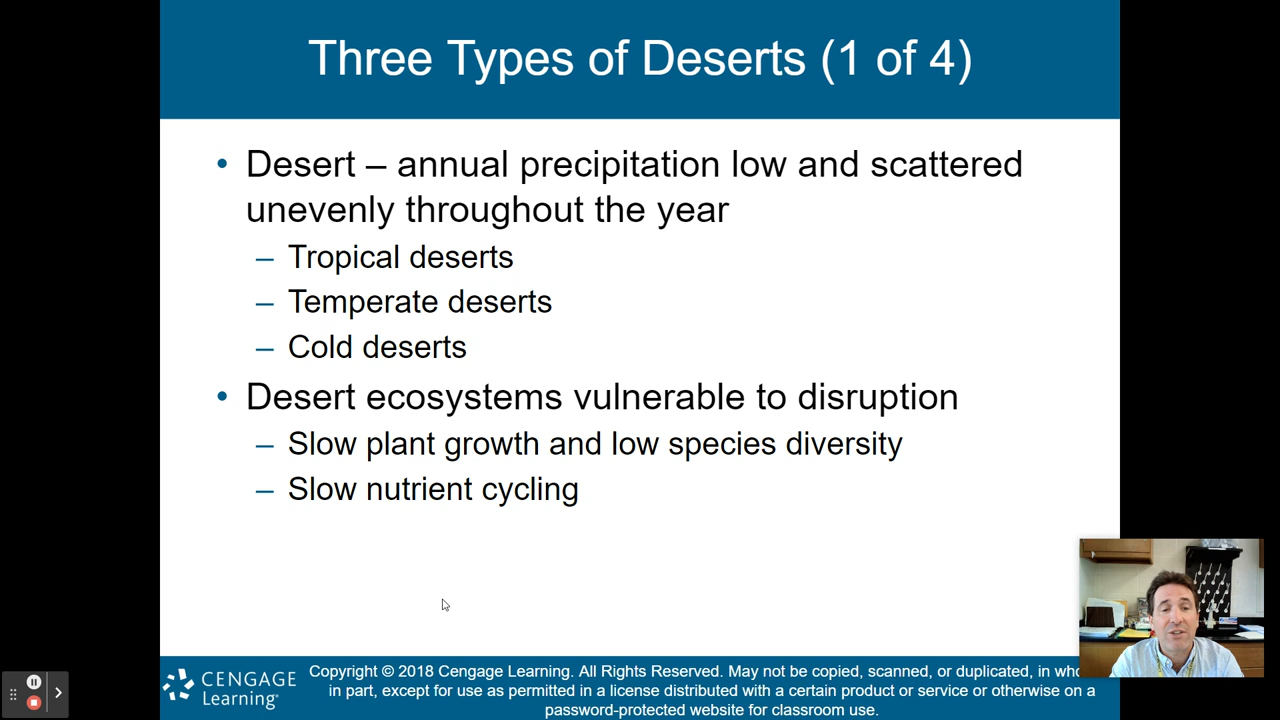 Three Types of Deserts (1 of 4)
• Desert – annual precipitation low and scattered
unevenly throughout the year
– Tropical deserts
– Temperate deserts
– Cold deserts
• Desert ecosystems vulnerable to disruption
– Slow plant growth and low species diversity
– Slow nutrient cycling
CENGAGE
Learning®
Copyright © 2018 Cengage Learning. All Rights Reserved. May not be copied, scanned, or duplicated, in
in part, except for use as permitted in a license distributed with a certain product or service or otherwise on a
password-protected website for classroom use.